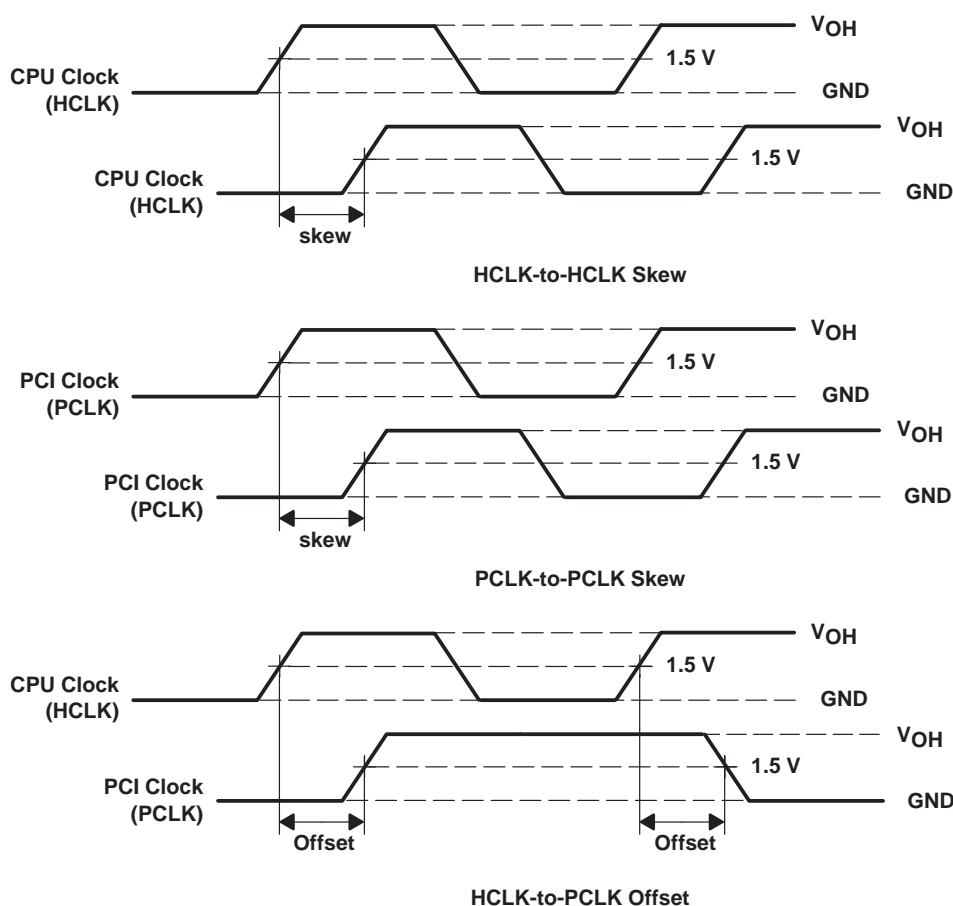 VOH
1.5 V
CPU Clock
(HCLK)
GND
VOH
1.5 V
CPU Clock
(HCLK)
GND
skew
HCLK-to-HCLK Skew
VOH
1.5 V
PCI Clock
(PCLK)
GND
VOH
1.5 V
PCI Clock
(PCLK)
GND
skew
PCLK-to-PCLK Skew
VOH
1.5 V
CPU Clock
(HCLK)
GND
VOH
1.5 V
PCI Clock
(PCLK)
GND
Offset
Offset
HCLK-to-PCLK Offset